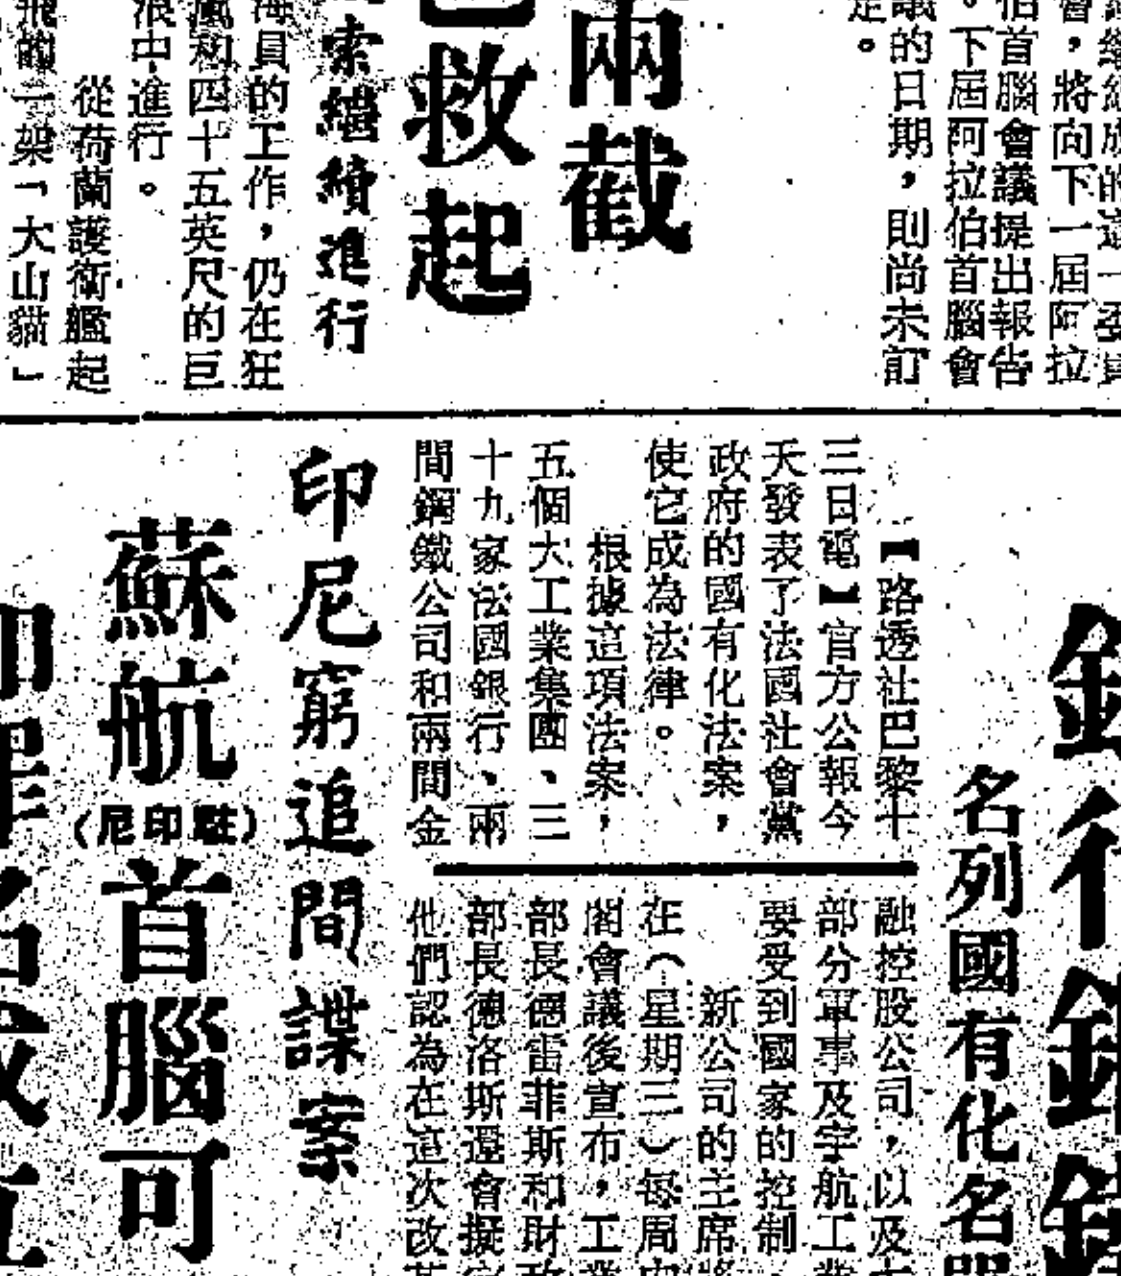 會，將向下一屆阿拉
伯首腦會議提出報告
。下屆阿拉伯首腦會
議的日期，則尚未訂
定。
兩截
救起
索繼續進行
海員的工作，仍在狂
風和四十五英尺的巨
浪中進行。
從荷蘭護衛艦起
飛的一架「大山貓」
名列國有化名單
【路透社巴黎十
三日電】官方公報今
天發表了法國社會黨
政府的國有化法案，
使它成為法律。
根據這項法案，
五個大工業集團、三
十九家法國銀行、兩
間鋼鐵公司和兩間金
融控股公司，以及
部分軍事及宇航工業
要受到國家的控制
新公司的主席將
在（星期三）每周內
閣會議後宣布，工業
部長德雷菲斯和財政
部長德洛斯還會擬定
他們認為在這次改
印尼窮追間諜案
蘇航（駐印尼）首腦可